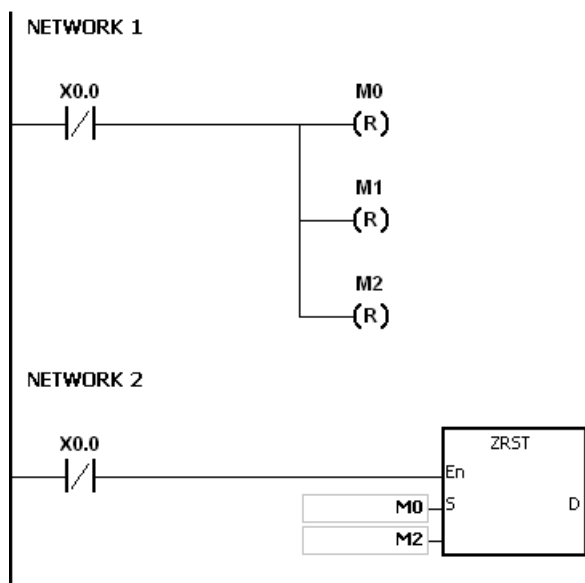 NETWORK 1
X0.0
M0
(R)
M1
(R)
M2
(R)
NETWORK 2
X0.0
ZRST
En
M0 S D
M2